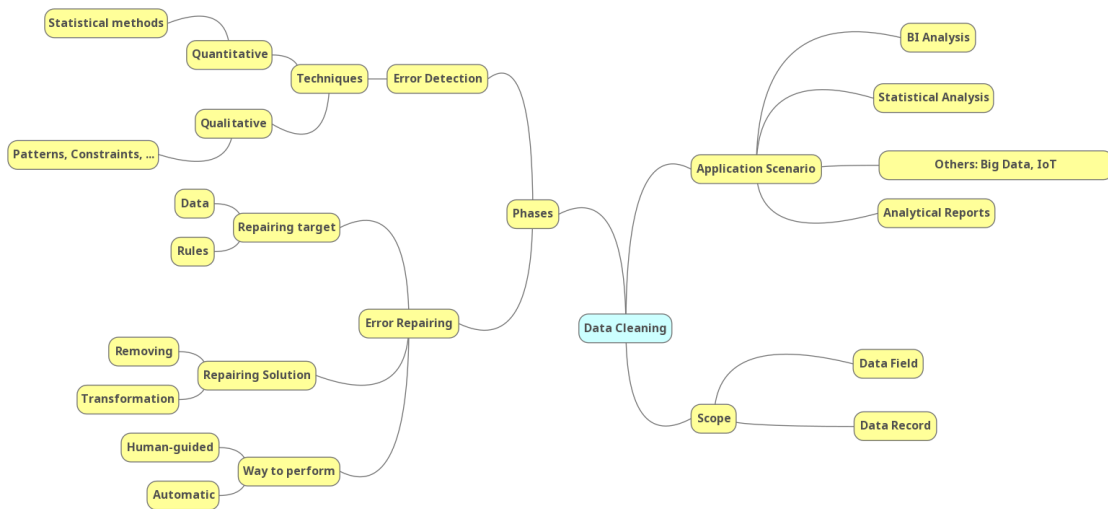 Statistical methods
Quantitative
Techniques
Error Detection
Qualitative
Patterns, Constraints, ...
Phases
Data
Repairing target
Rules
Error Repairing
Removing
Repairing Solution
Transformation
Human-guided
Way to perform
Automatic
Data Cleaning
BI Analysis
Statistical Analysis
Application Scenario
Others: Big Data, IoT
Analytical Reports
Data Field
Scope
Data Record